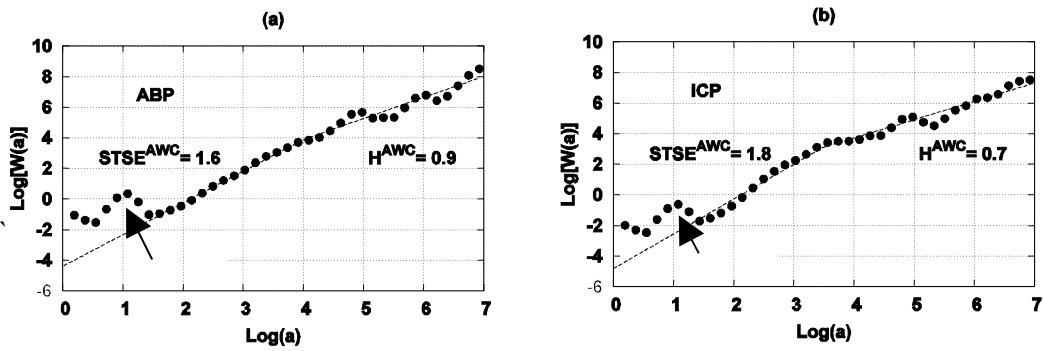 (a)
10
8
6
4
2
0
-2
-4
-6
0 1 2 3 4 5 6 7
Log[W(a)]
Log(a)
ABP
STSE^AWC= 1.6
H^AWC= 0.9
(b)
10
8
6
4
2
0
-2
-4
-6
0 1 2 3 4 5 6 7
Log[W(a)]
Log(a)
ICP
STSE^AWC= 1.8
H^AWC= 0.7